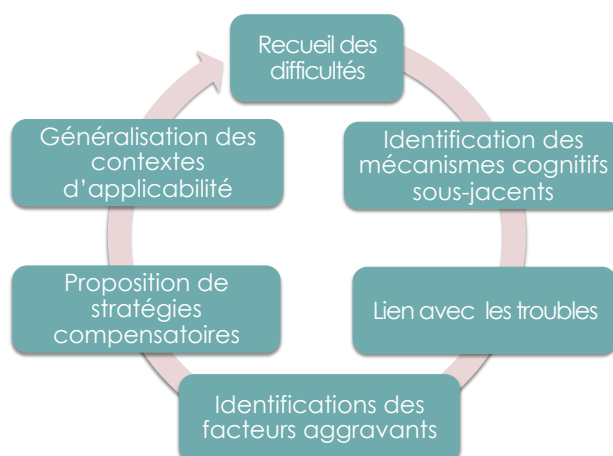 Recueil des
difficultés
Identification des
mécanismes cognitifs
sous-jacents
Lien avec les troubles
Identifications des
facteurs aggravants
Proposition de
stratégies
compensatoires
Généralisation des
contextes
d'applicabilité